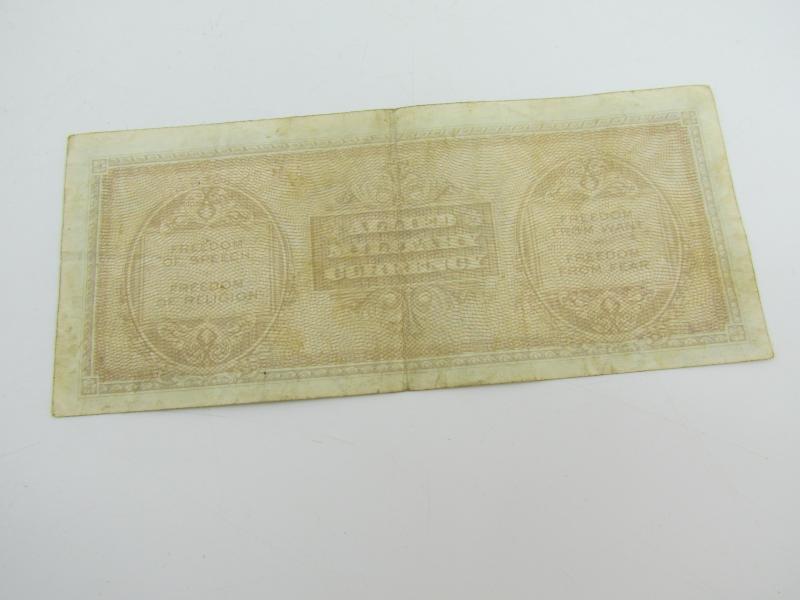 FREEDOM
OF SPEECH
FREEDOM
OF RELIGION
ALLIED
MILITARY
CURRENCY
FREEDOM
FROM WANT
FREEDOM
FROM FEAR